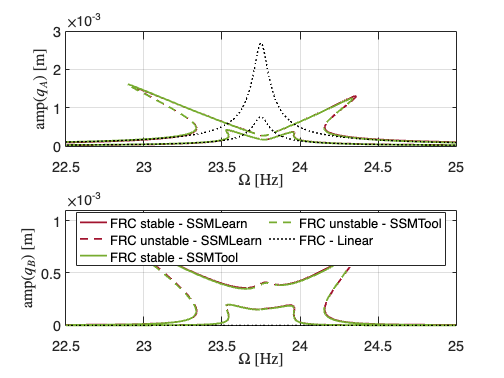 ×10⁻³
3
2
1
0
amp(q_A) [m]
22.5 23 23.5 24 24.5 25
Ω [Hz]
×10⁻³
1
0.5
0
amp(q_B) [m]
FRC stable - SSMLearn
FRC unstable - SSMLearn
FRC stable - SSMTool
FRC unstable - SSMTool
FRC - Linear
22.5 23 23.5 24 24.5 25
Ω [Hz]